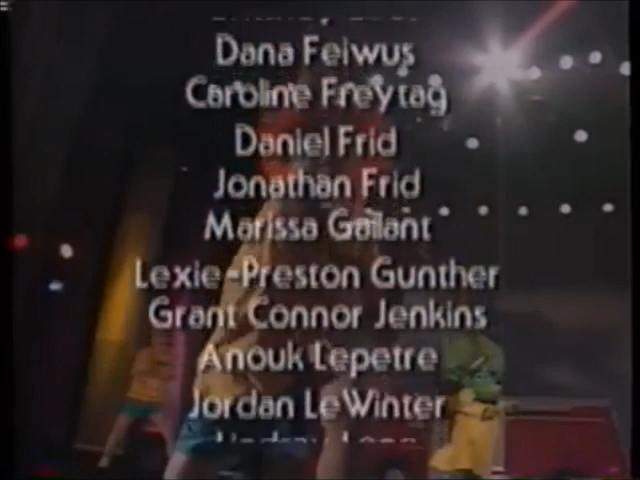 Dana Feiwus
Caroline Freytag
Daniel Frid
Jonathan Frid
Marissa Gallant
Lexie-Preston Gunther
Grant Connor Jenkins
Anouk Lepetre
Jordan LeWinter